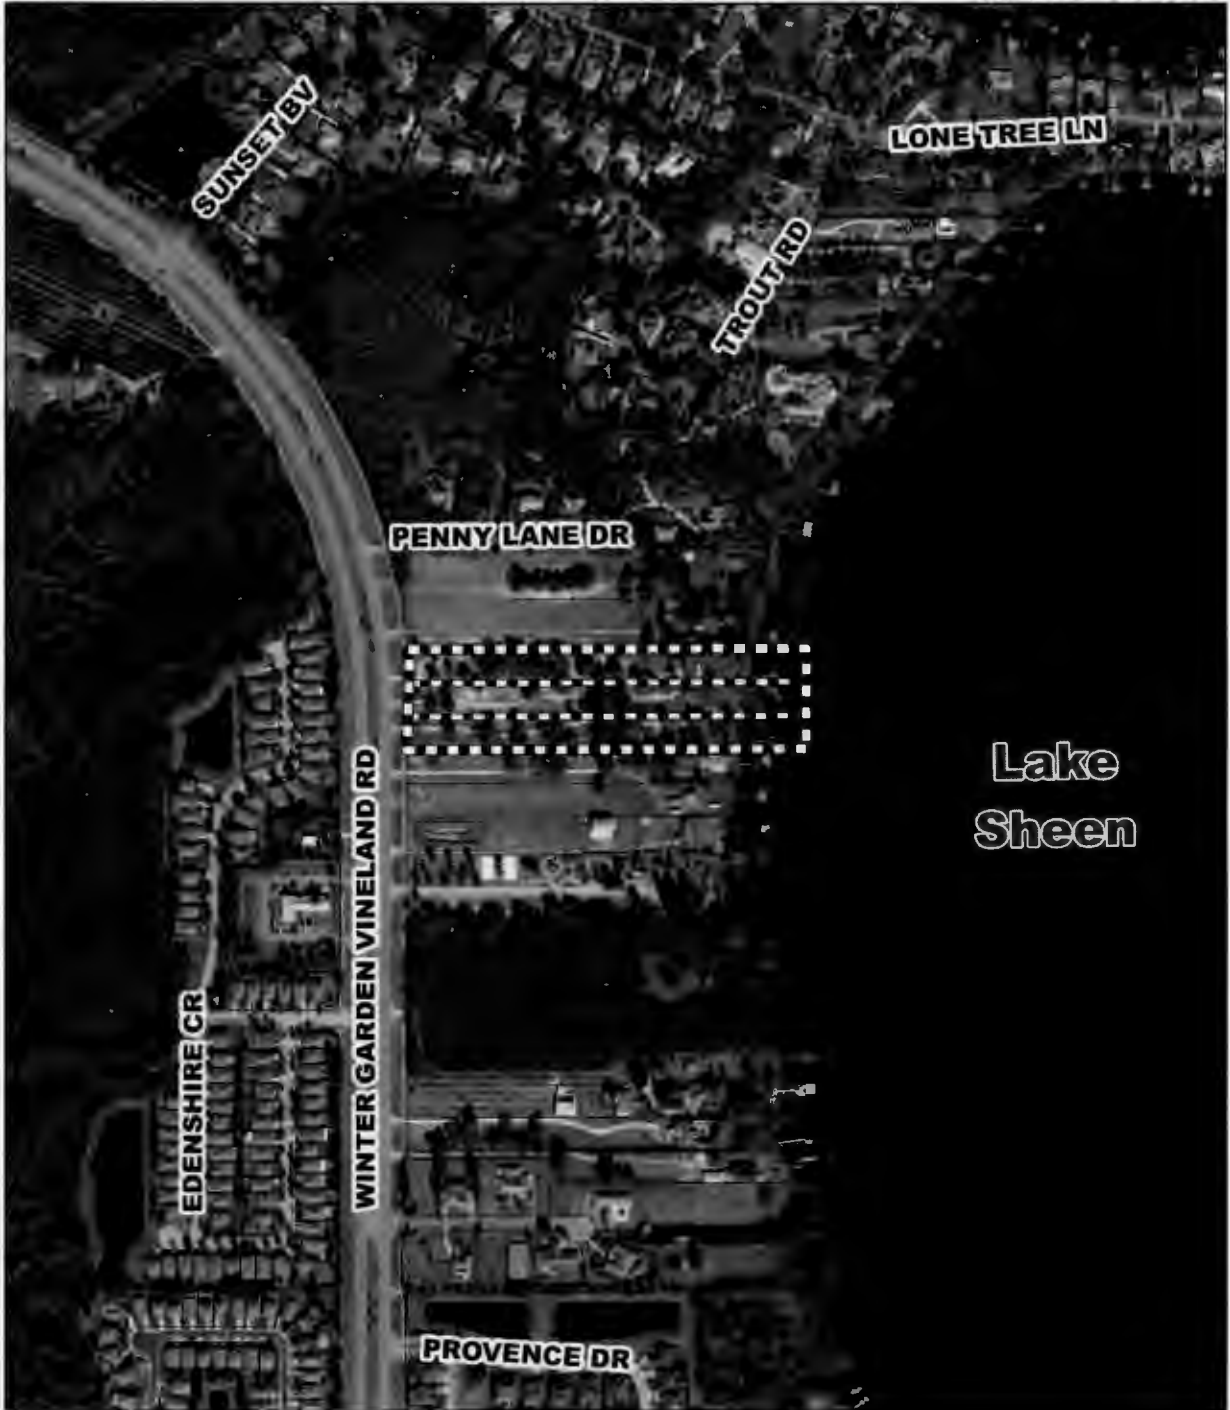 SUNSET BV
LONE TREE LN
TROUT RD
PENNY LANE DR
Lake
Sheen
WINTER GARDEN VINELAND RD
EDENSHIRE CR
PROVENCE DR